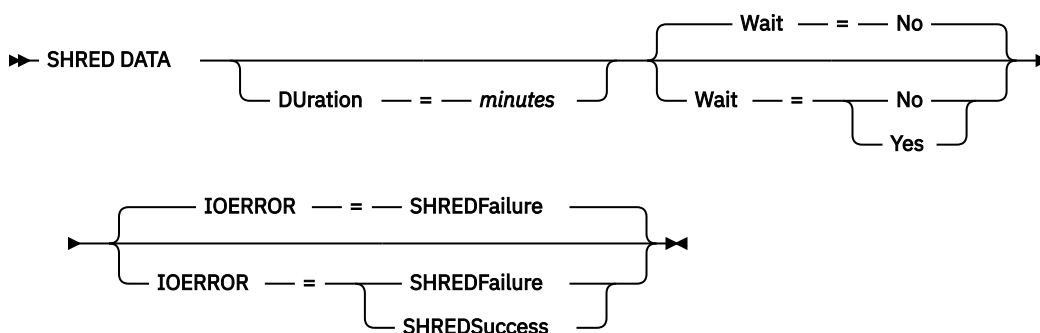 Wait = No
SHRED DATA
DUration = minutes
Wait = No
Yes
IOERROR = SHREDFailure
IOERROR = SHREDFailure
SHREDSuccess